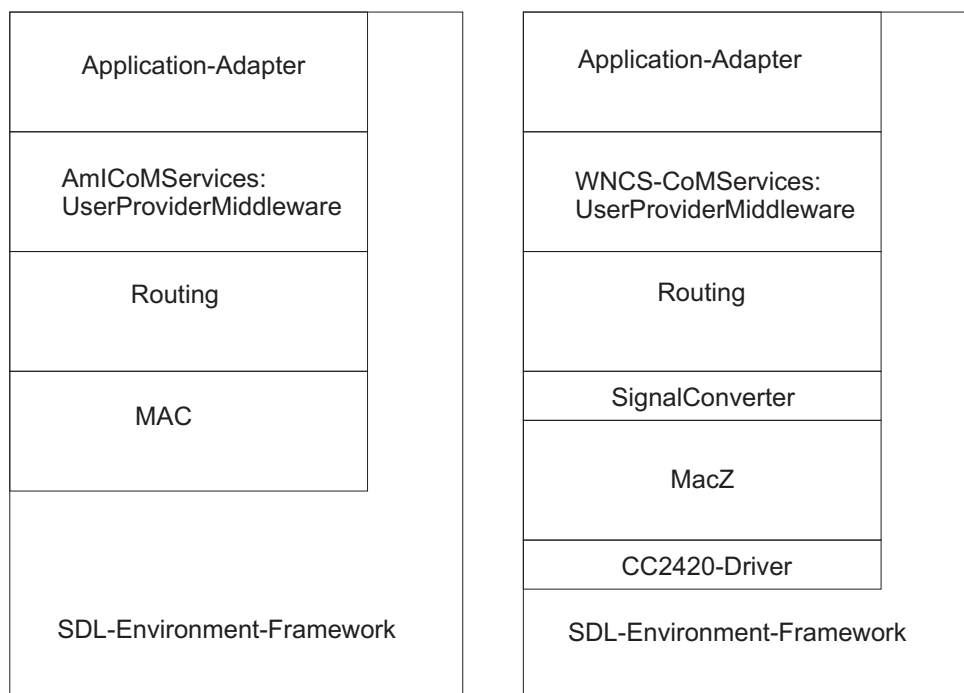 Application-Adapter
AmICoMServices:
UserProviderMiddleware
Routing
MAC
SDL-Environment-Framework
Application-Adapter
WNCS-CoMServices:
UserProviderMiddleware
Routing
SignalConverter
MacZ
CC2420-Driver
SDL-Environment-Framework